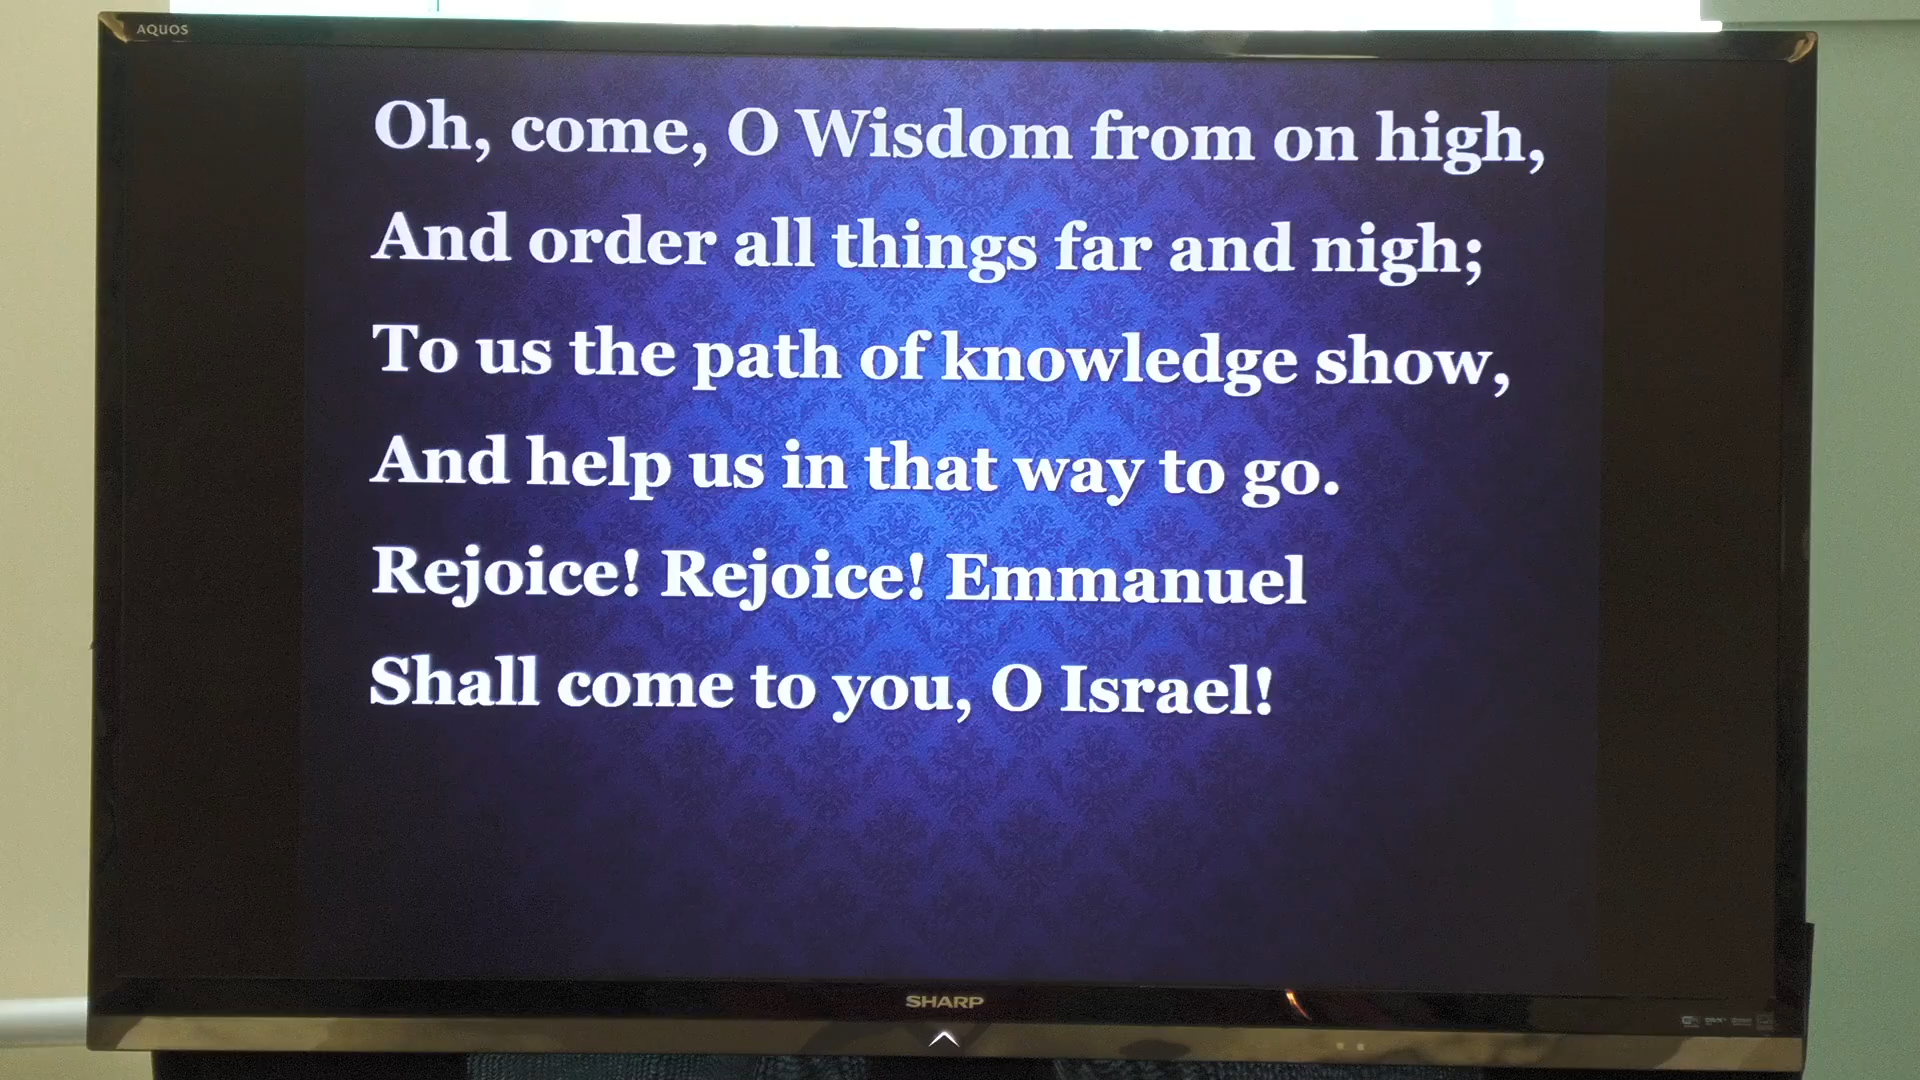 AQUOS
Oh, come, O Wisdom from on high,
And order all things far and nigh;
To us the path of knowledge show,
And help us in that way to go.
Rejoice! Rejoice! Emmanuel
Shall come to you, O Israel!
SHARP